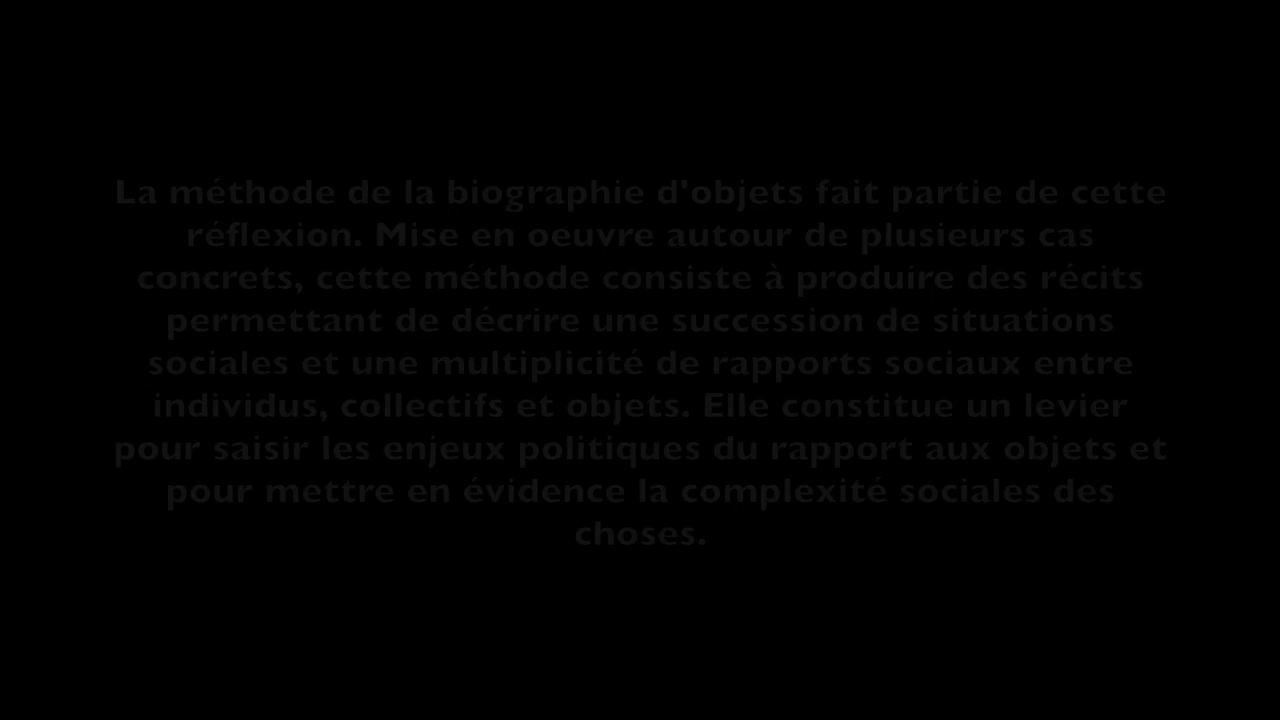 La méthode de la biographie d'objets fait partie de cette
réflexion. Mise en oeuvre autour de plusieurs cas
concrets, cette méthode consiste à produire des récits
permettant de décrire une succession de situations
sociales et une multiplicité de rapports sociaux entre
individus, collectifs et objets. Elle constitue un levier
pour saisir les enjeux politiques du rapport aux objets et
pour mettre en évidence la complexité sociales des
choses.